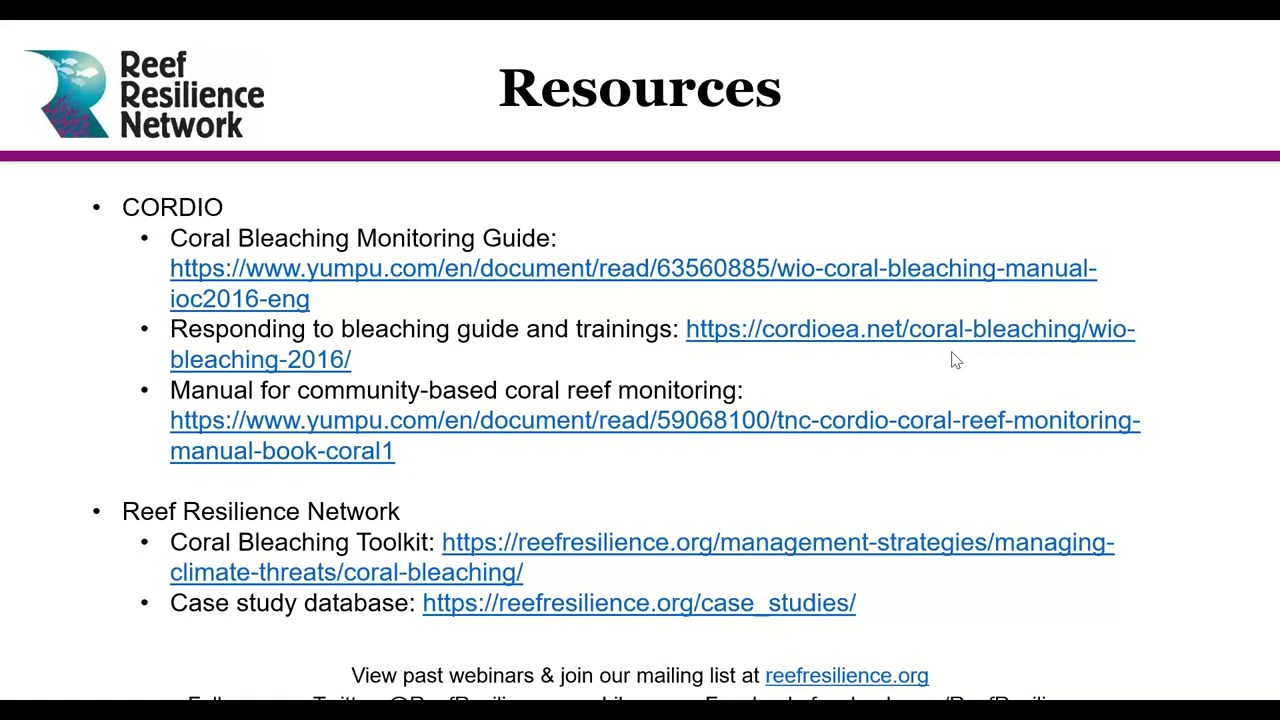 Reef
Resilience
Network
Resources
• CORDIO
• Coral Bleaching Monitoring Guide:
https://www.yumpu.com/en/document/read/63560885/wio-coral-bleaching-manual-
ioc2016-eng
• Responding to bleaching guide and trainings: https://cordioea.net/coral-bleaching/wio-
bleaching-2016/
• Manual for community-based coral reef monitoring:
https://www.yumpu.com/en/document/read/59068100/tnc-cordio-coral-reef-monitoring-
manual-book-coral1
• Reef Resilience Network
• Coral Bleaching Toolkit: https://reefresilience.org/management-strategies/managing-
climate-threats/coral-bleaching/
• Case study database: https://reefresilience.org/case_studies/
View past webinars & join our mailing list at reefresilience.org